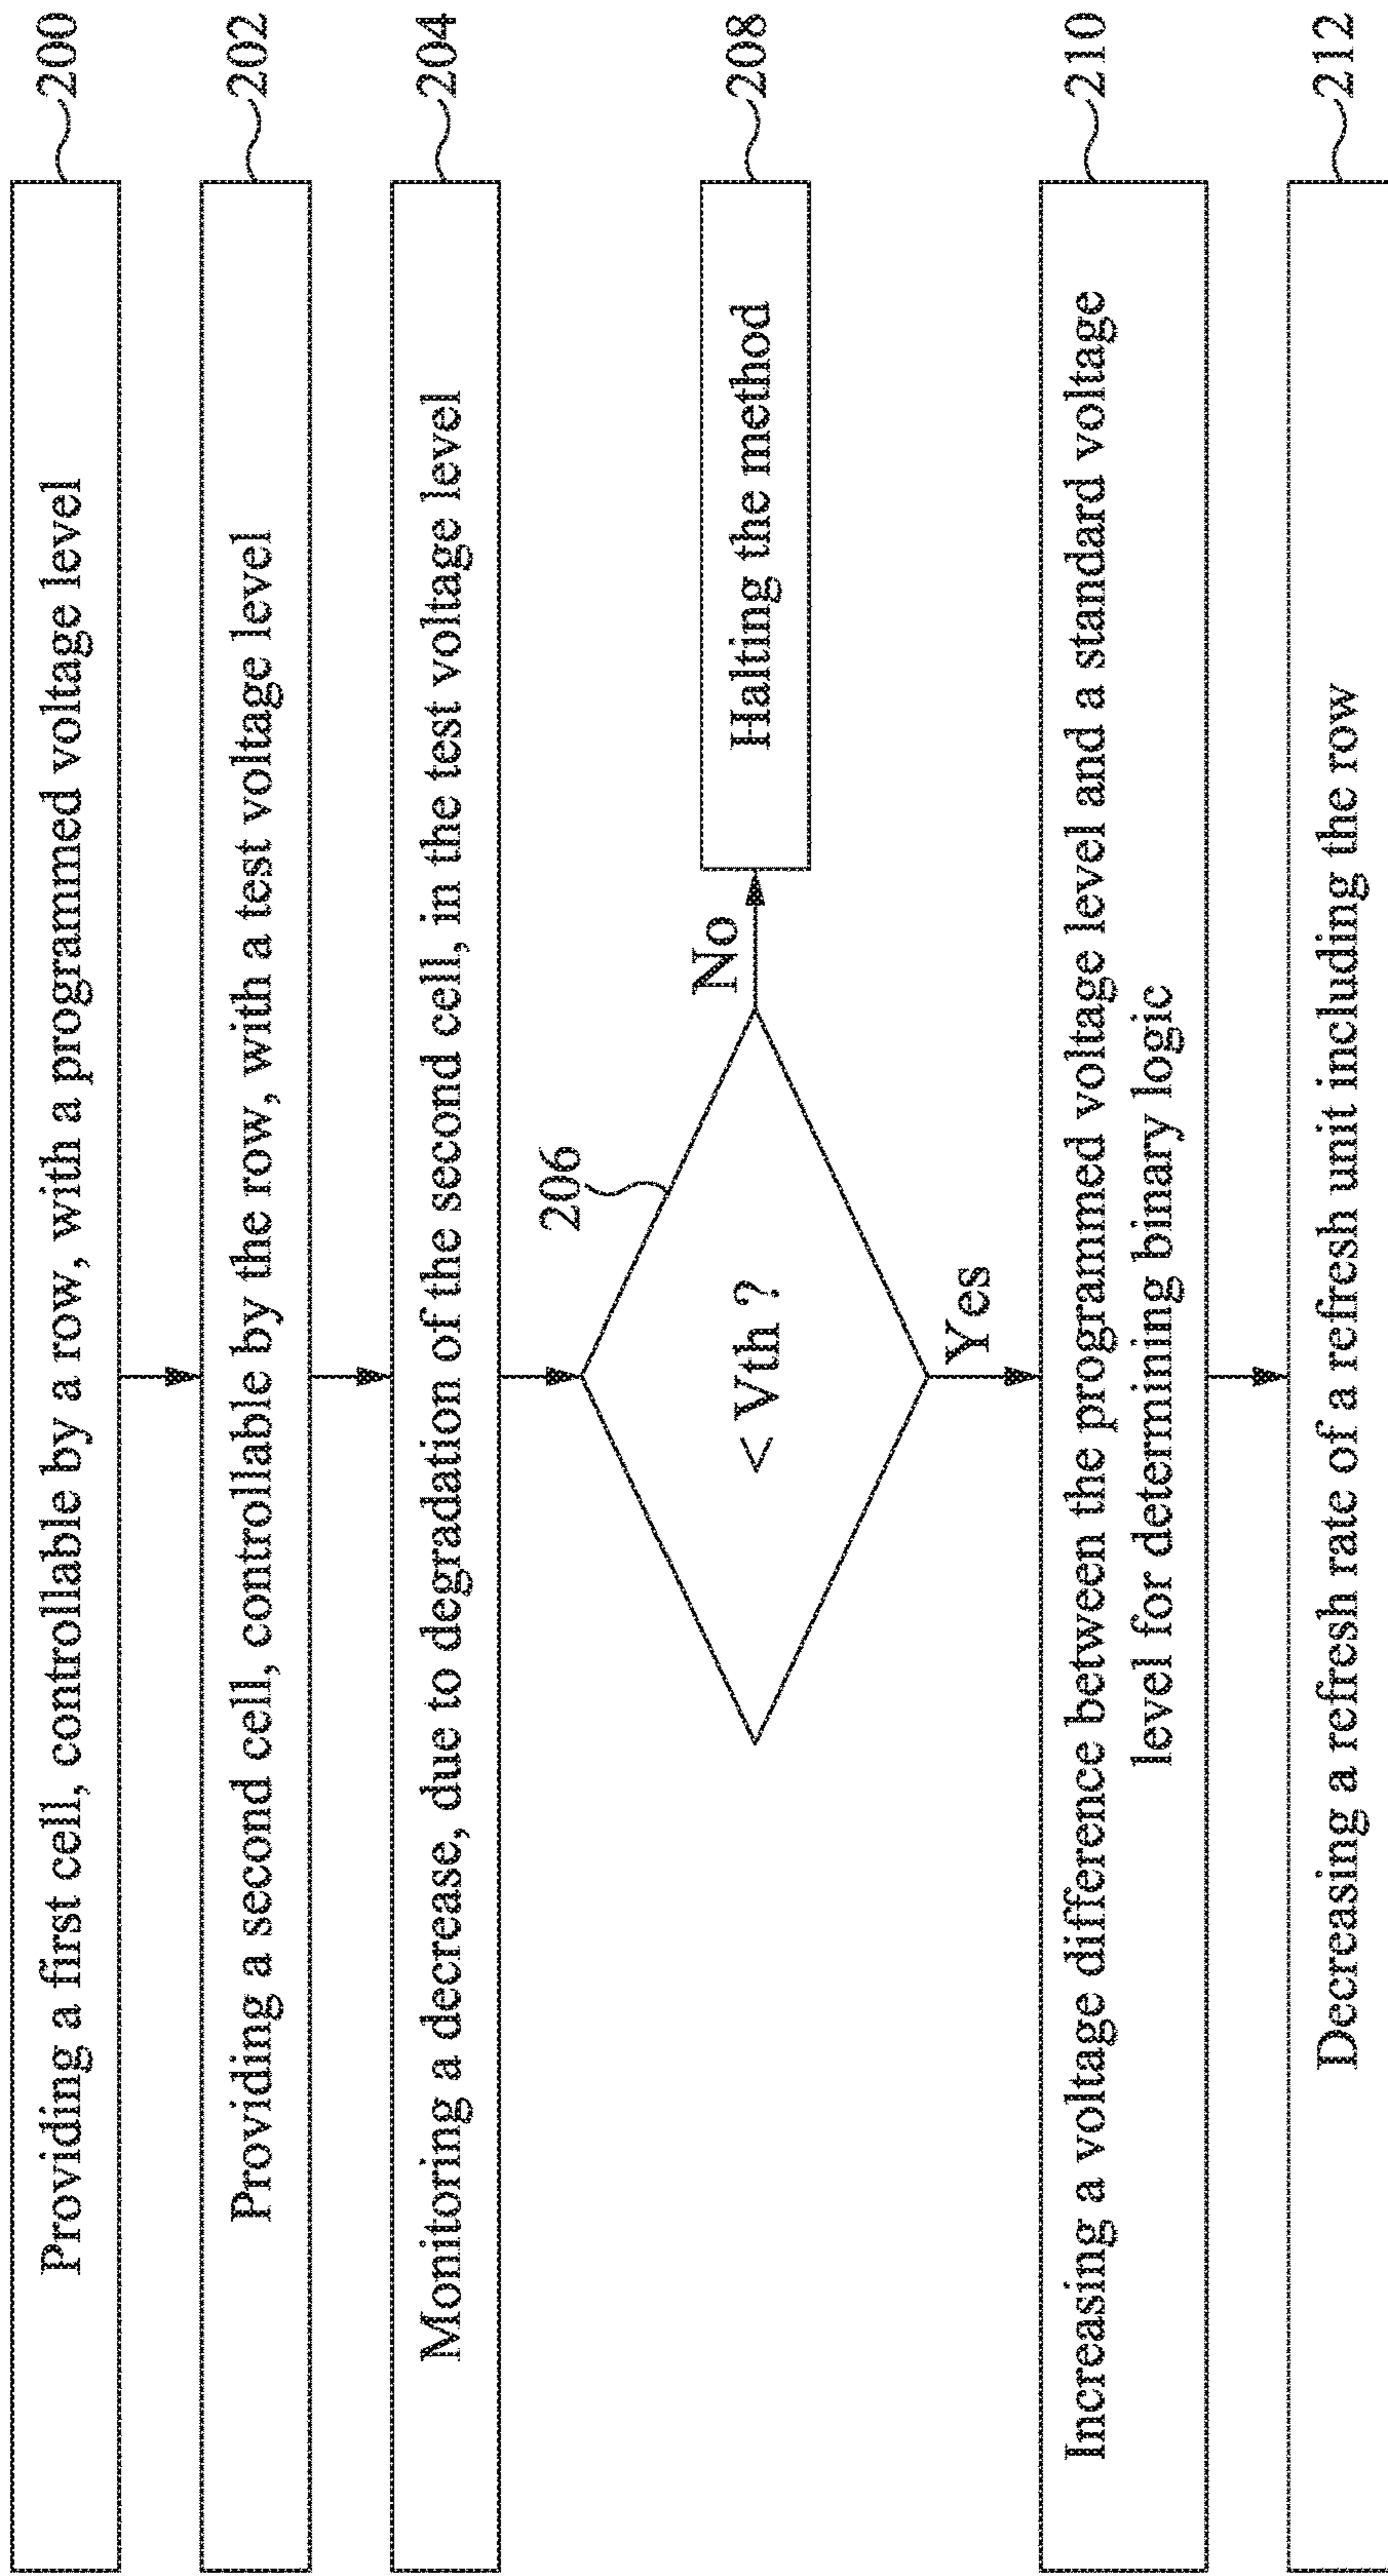 Providing a first cell, controllable by a row, with a programmed voltage level
200
Providing a second cell, controllable by the row, with a test voltage level
202
Monitoring a decrease, due to degradation of the second cell, in the test voltage level
204
206
< Vth ?
No
Halting the method
208
Yes
Increasing a voltage difference between the programmed voltage level and a standard voltage
level for determining binary logic
210
Decreasing a refresh rate of a refresh unit including the row
212